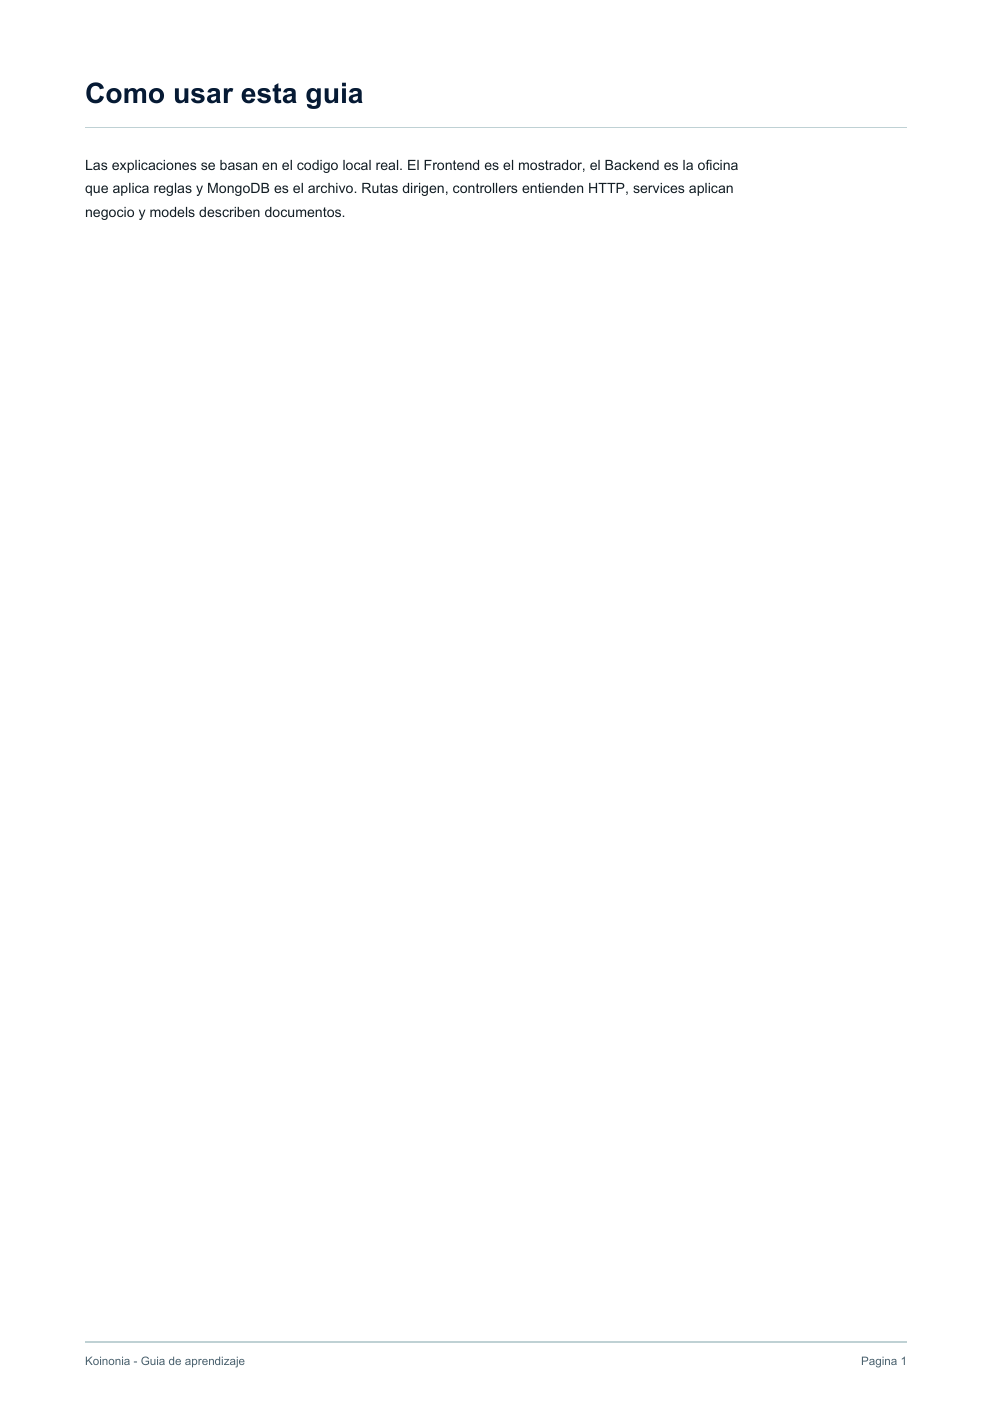 Como usar esta guia
Las explicaciones se basan en el codigo local real. El Frontend es el mostrador, el Backend es la oficina
que aplica reglas y MongoDB es el archivo. Rutas dirigen, controllers entienden HTTP, services aplican
negocio y models describen documentos.
Koinonia - Guia de aprendizaje
Pagina 1